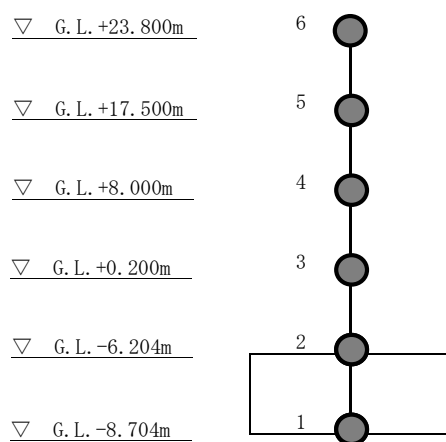 ▽ G.L.+23.800m 6
▽ G.L.+17.500m 5
▽ G.L.+8.000m 4
▽ G.L.+0.200m 3
▽ G.L.-6.204m 2
▽ G.L.-8.704m 1